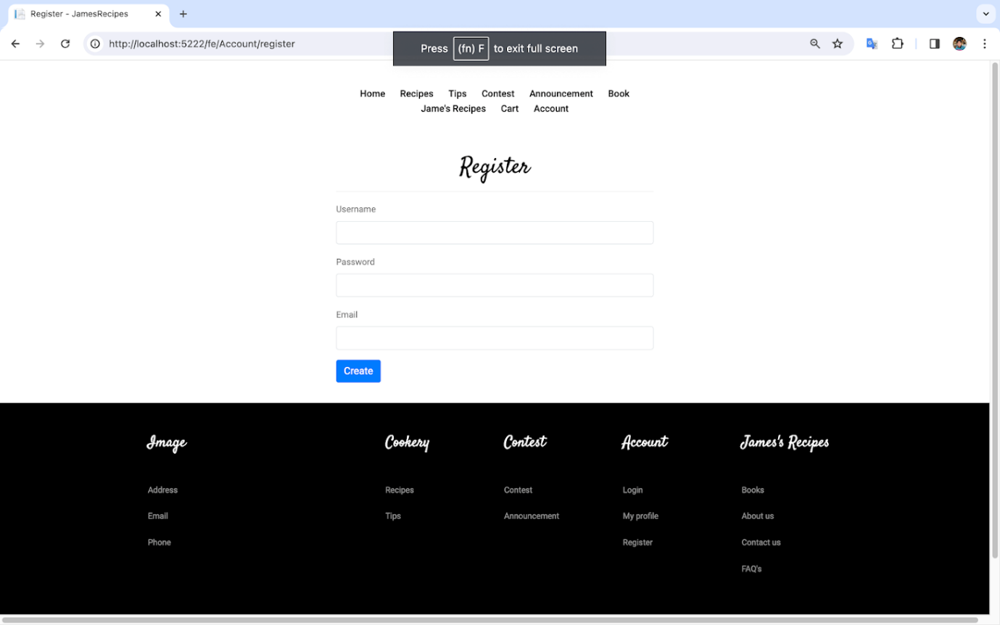 Register - JamesRecipes
http://localhost:5222/fe/Account/register
Press (fn) F to exit full screen
Home Recipes Tips Contest Announcement Book
Jame's Recipes Cart Account
Register
Username
Password
Email
Create
Image Cookery Contest Account James's Recipes
Address Recipes Contest Login Books
Email Tips Announcement My profile About us
Phone Register Contact us
FAQ's